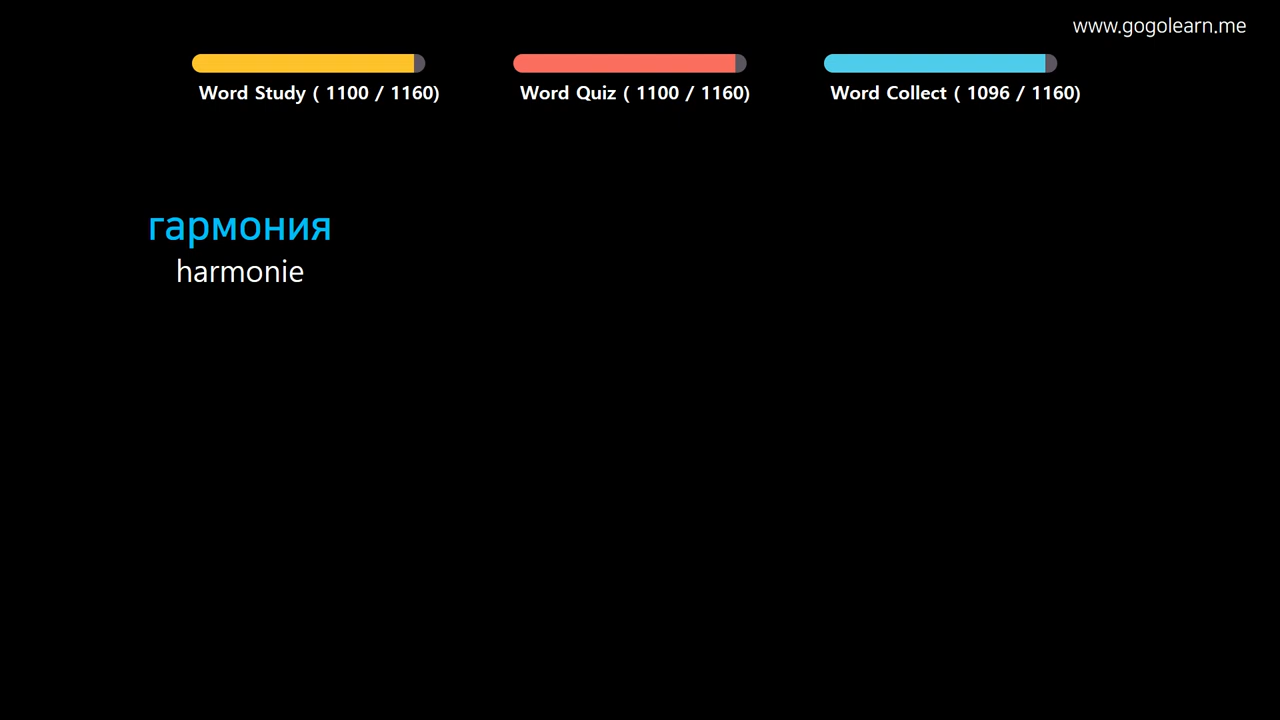 www.gogolearn.me
Word Study ( 1100 / 1160)
Word Quiz ( 1100 / 1160)
Word Collect ( 1096 / 1160)
гармония
harmonie